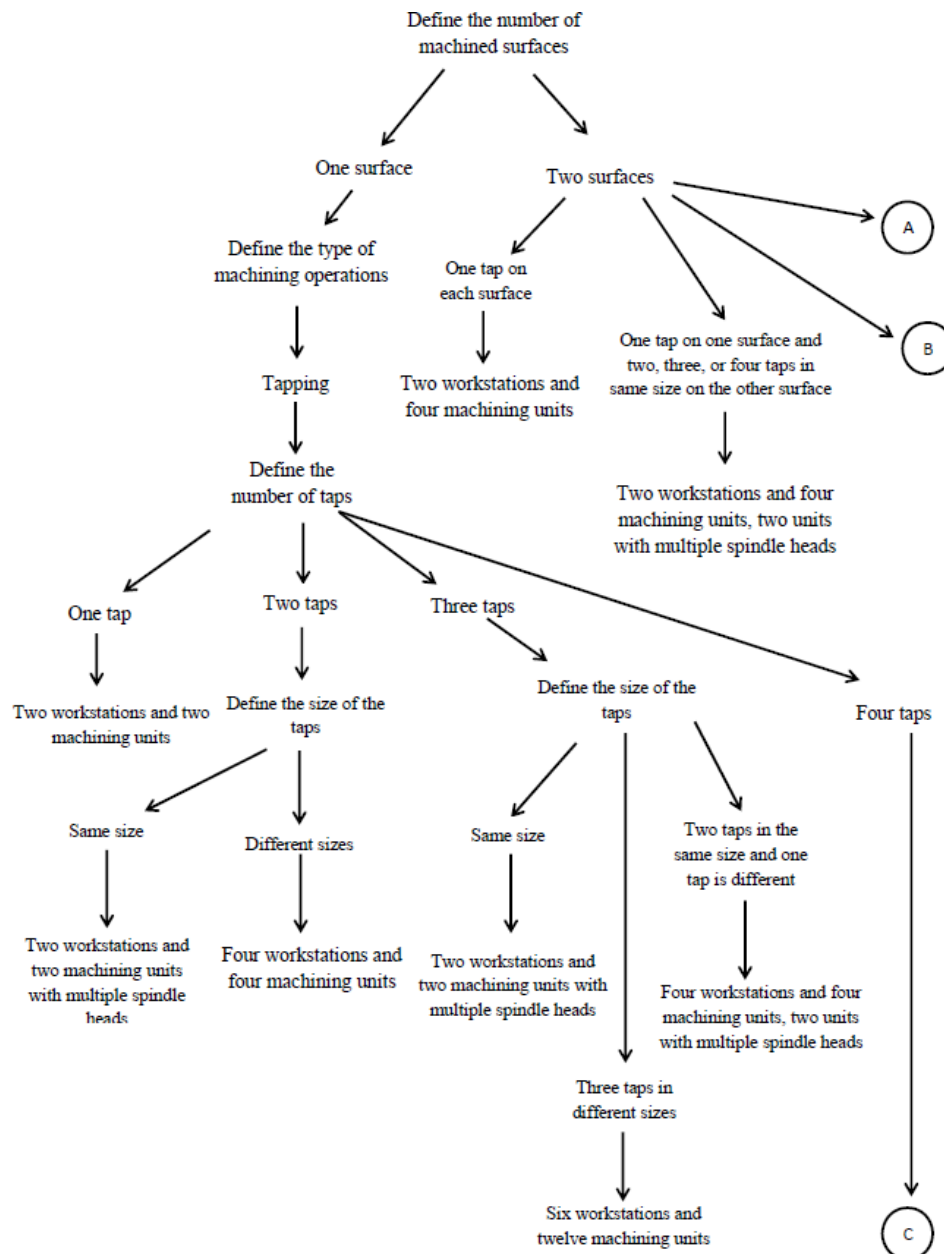 Define the number of
machined surfaces
One surface
Two surfaces
A
Define the type of
machining operations
One tap on
each surface
One tap on one surface and
two, three, or four taps in
same size on the other surface
B
Tapping
Two workstations and
four machining units
Define the
number of taps
Two workstations and four
machining units, two units
with multiple spindle heads
One tap
Two taps
Three taps
Two workstations and two
machining units
Define the size of the
taps
Define the size of the
taps
Four taps
Same size
Different sizes
Same size
Two taps in the
same size and one
tap is different
Two workstations and
two machining units
with multiple spindle
heads
Four workstations and
four machining units
Two workstations and
two machining units with
multiple spindle heads
Four workstations and four
machining units, two units
with multiple spindle heads
Three taps in
different sizes
Six workstations and
twelve machining units
C